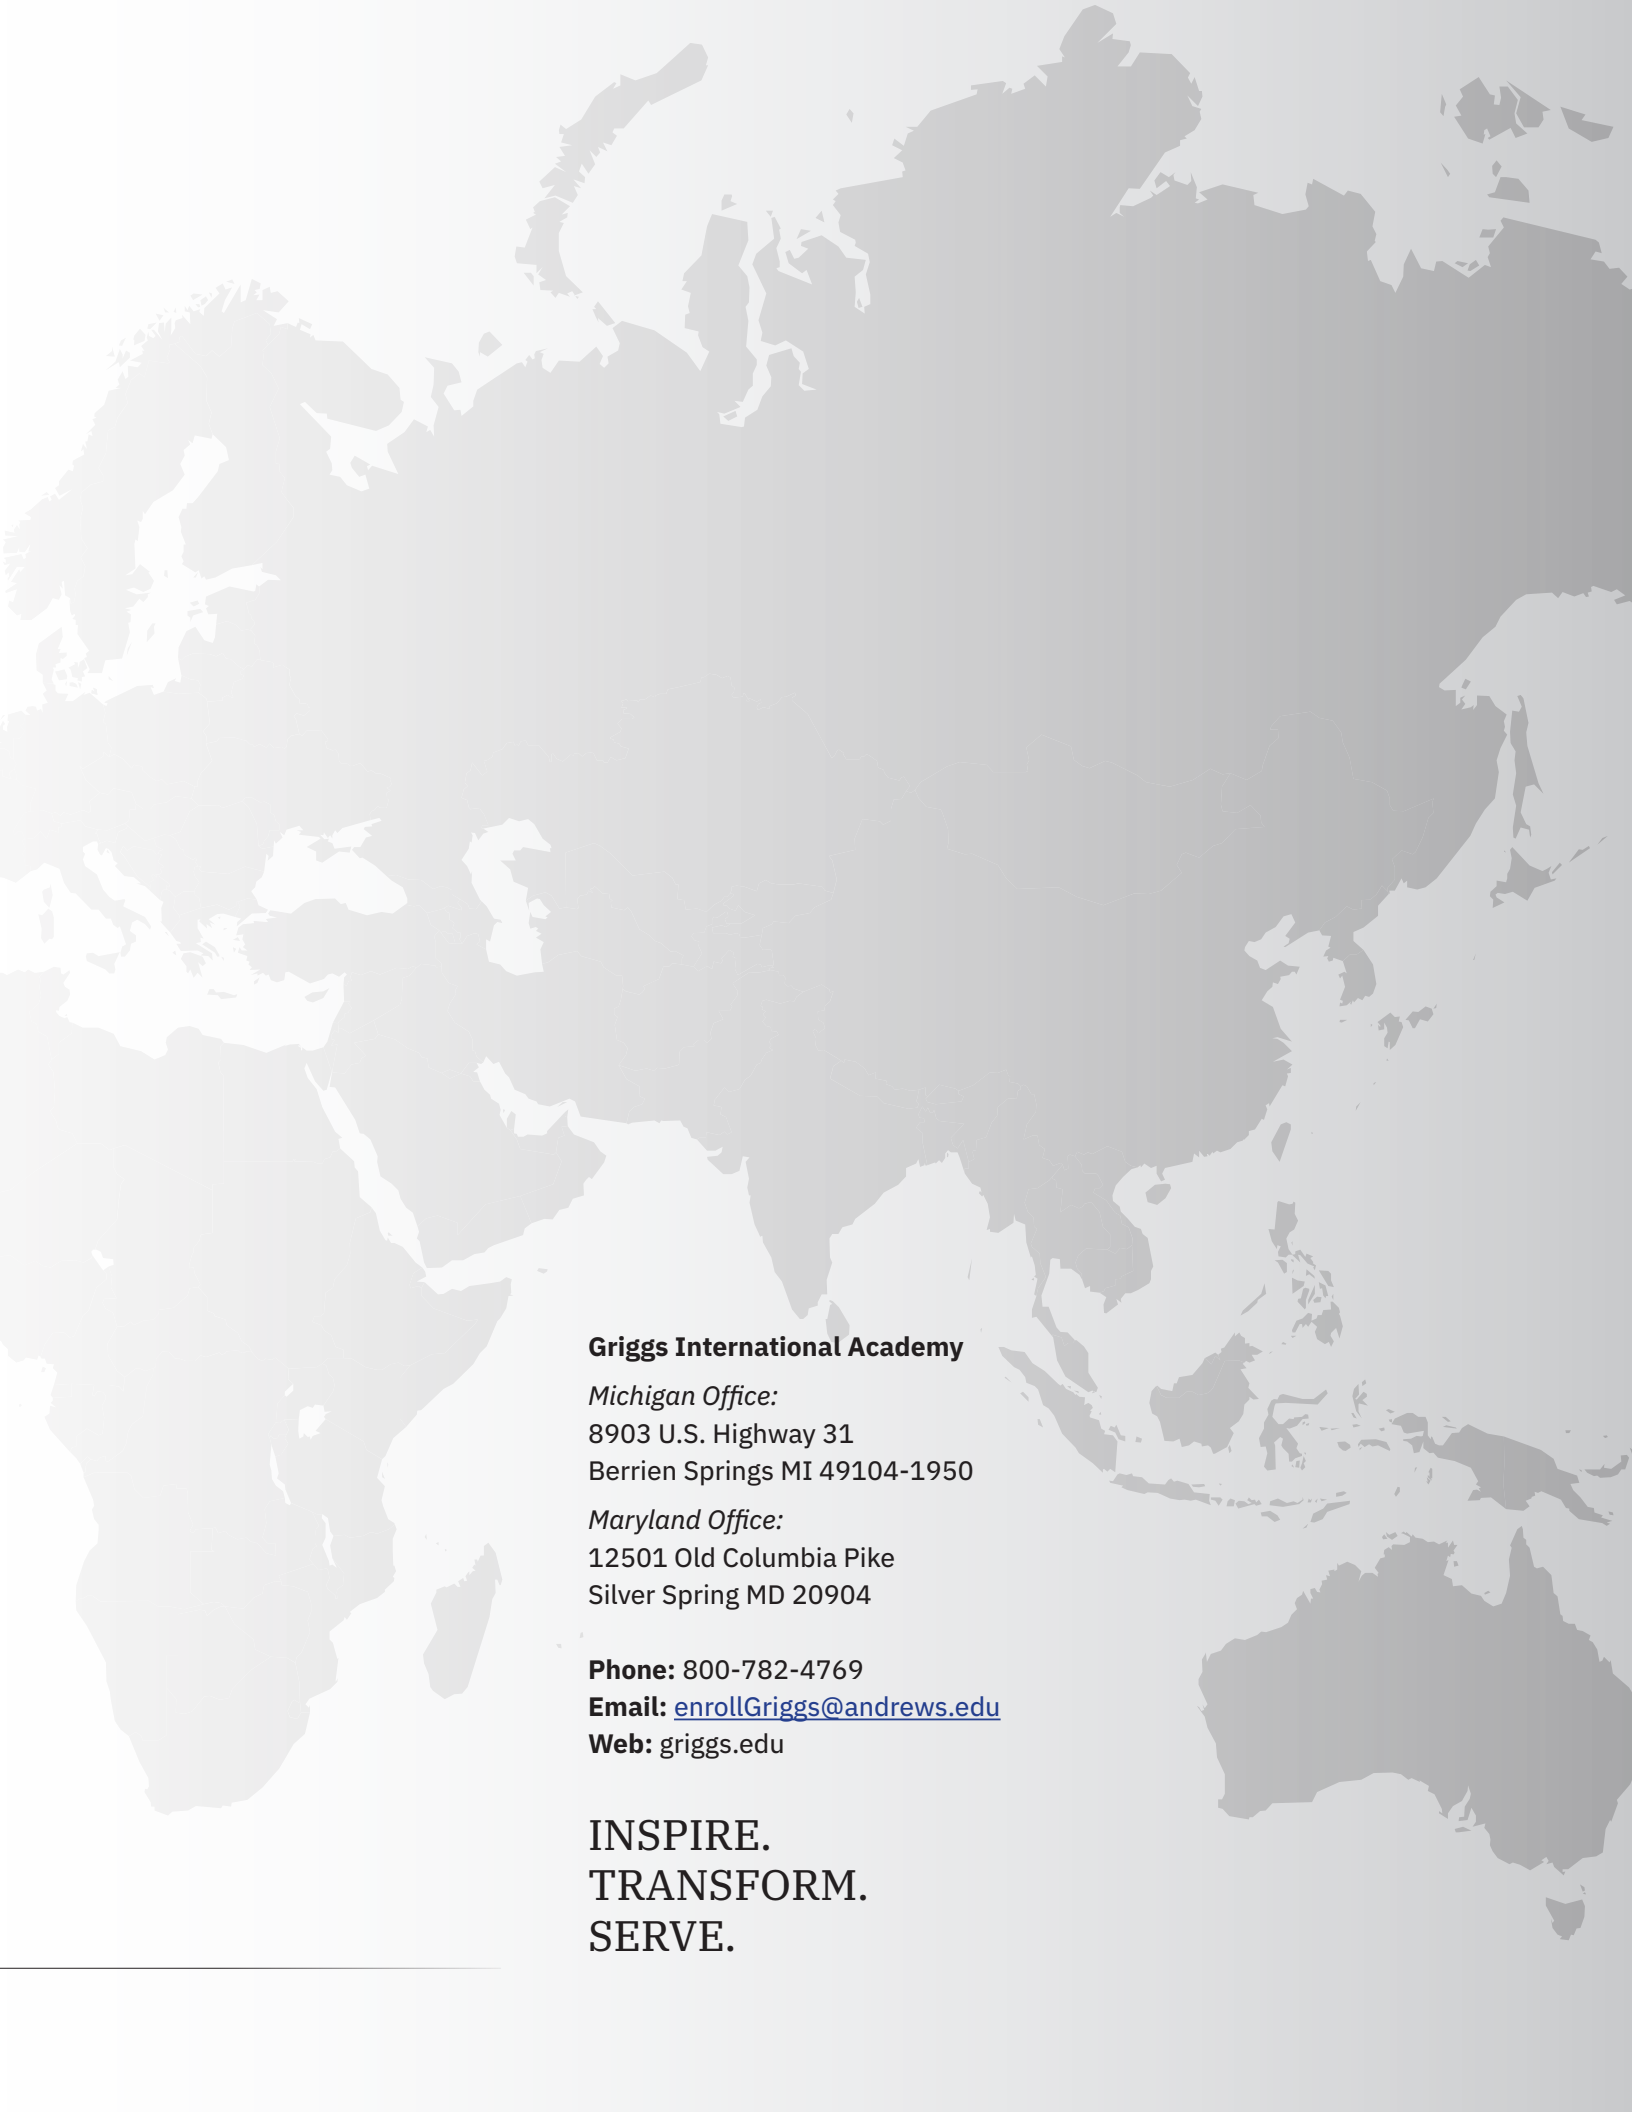 Griggs International Academy
Michigan Office:
8903 U.S. Highway 31
Berrien Springs MI 49104-1950
Maryland Office:
12501 Old Columbia Pike
Silver Spring MD 20904
Phone: 800-782-4769
Email: enrollGriggs@andrews.edu
Web: griggs.edu
INSPIRE.
TRANSFORM.
SERVE.